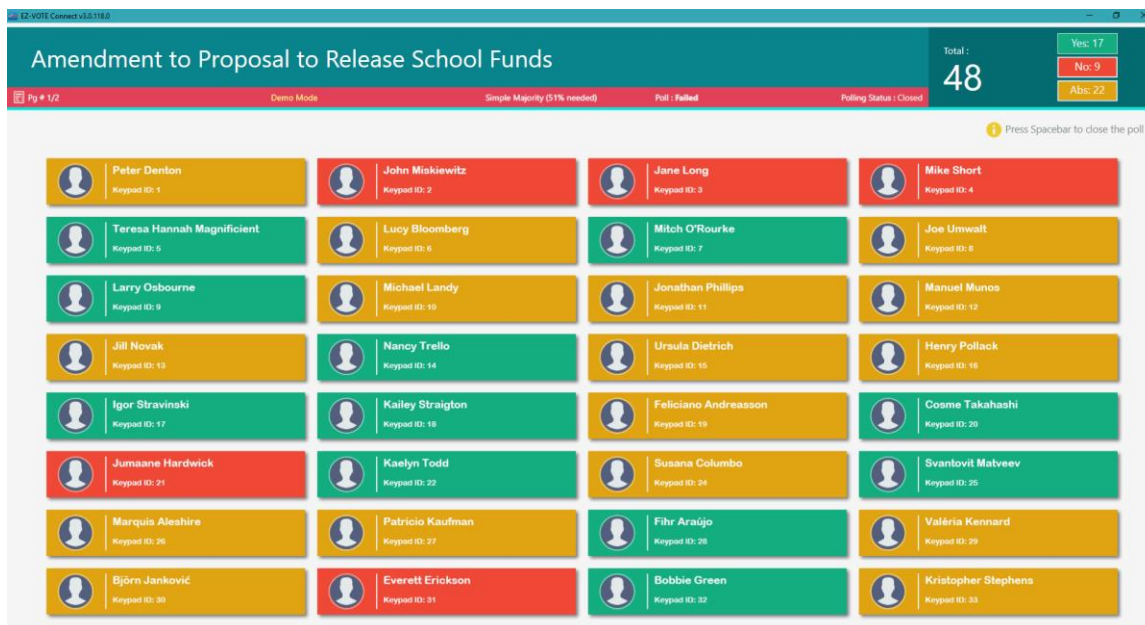 EZ-VOTE Connect v3.0.118.0
Amendment to Proposal to Release School Funds
Total :
48
Yes: 17
No: 9
Abs: 22
Pg # 1/2 Demo Mode Simple Majority (51% needed) Poll : Failed Polling Status : Closed
Press Spacebar to close the poll
Peter Denton
Keypad ID: 1
John Miskiewitz
Keypad ID: 2
Jane Long
Keypad ID: 3
Mike Short
Keypad ID: 4
Teresa Hannah Magnificient
Keypad ID: 5
Lucy Bloomberg
Keypad ID: 6
Mitch O'Rourke
Keypad ID: 7
Joe Umwalt
Keypad ID: 8
Larry Osbourne
Keypad ID: 9
Michael Landy
Keypad ID: 10
Jonathan Phillips
Keypad ID: 11
Manuel Munos
Keypad ID: 12
Jill Novak
Keypad ID: 13
Nancy Trello
Keypad ID: 14
Ursula Dietrich
Keypad ID: 15
Henry Pollack
Keypad ID: 16
Igor Stravinski
Keypad ID: 17
Kailey Straigton
Keypad ID: 18
Feliciano Andreasson
Keypad ID: 19
Cosme Takahashi
Keypad ID: 20
Jumaane Hardwick
Keypad ID: 21
Kaelyn Todd
Keypad ID: 22
Susana Columbo
Keypad ID: 24
Svantovit Matveev
Keypad ID: 25
Marquis Aleshire
Keypad ID: 26
Patricio Kaufman
Keypad ID: 27
Fihr Araújo
Keypad ID: 28
Valéria Kennard
Keypad ID: 29
Björn Janković
Keypad ID: 30
Everett Erickson
Keypad ID: 31
Bobbie Green
Keypad ID: 32
Kristopher Stephens
Keypad ID: 33